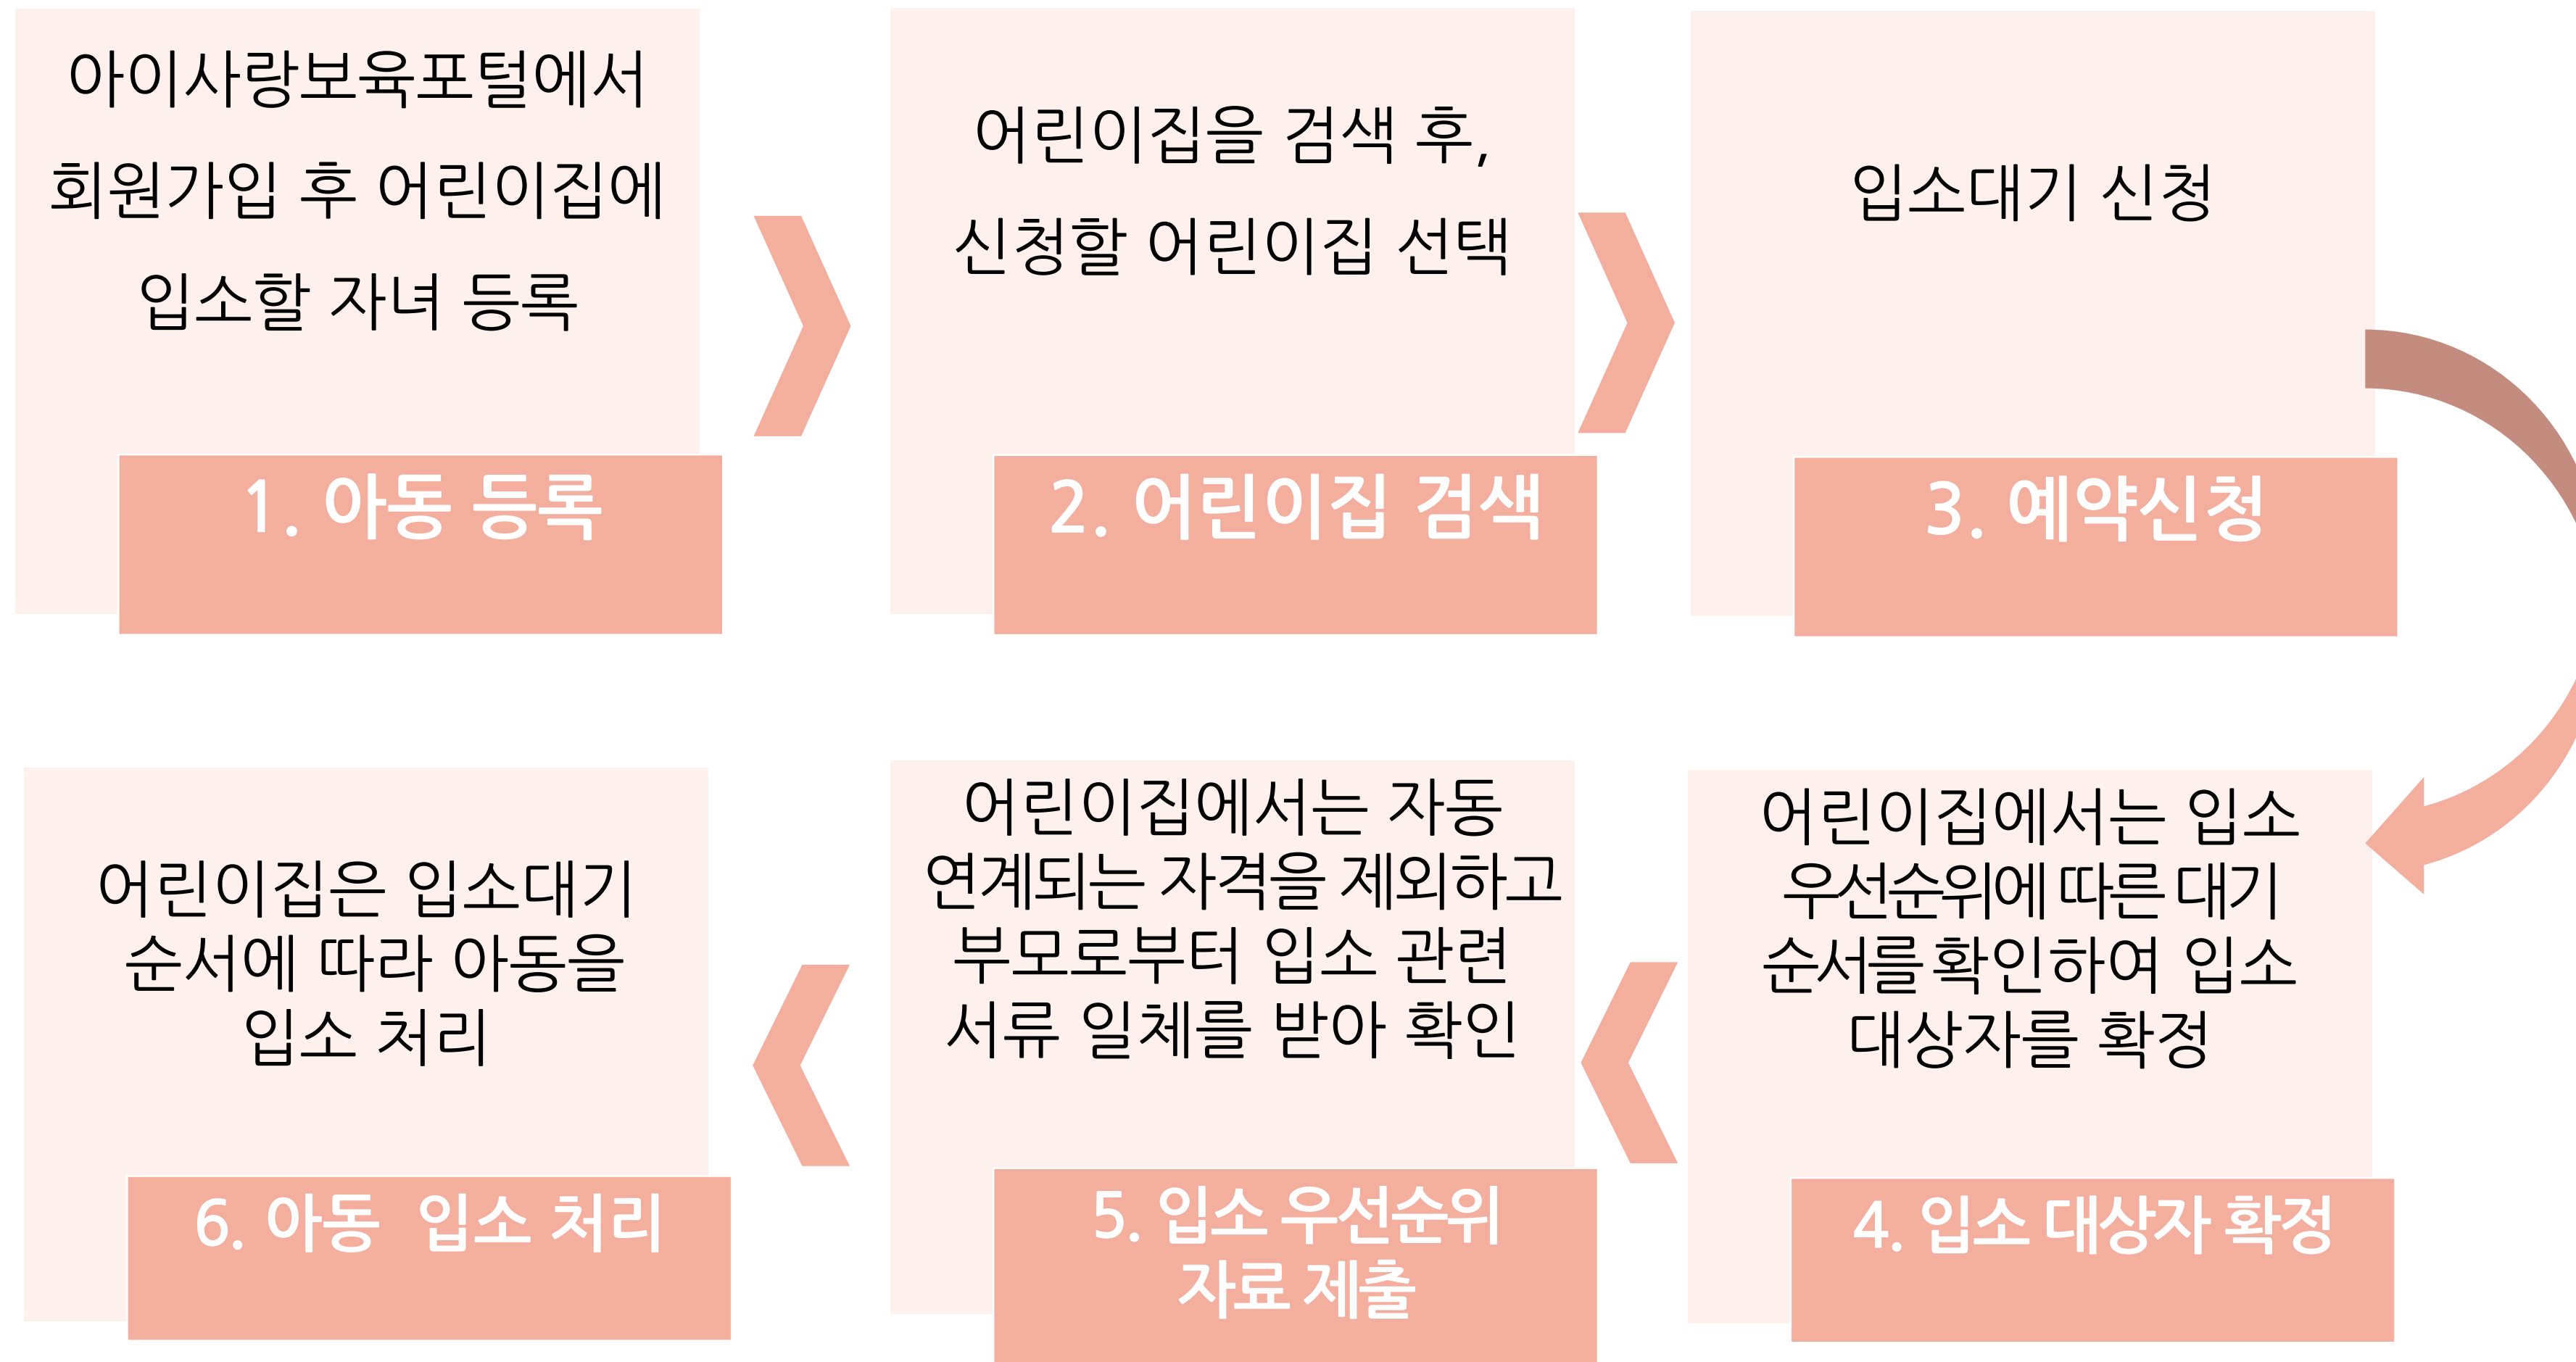 아이사랑보육포털에서
회원가입 후 어린이집에
입소할 자녀 등록
1. 아동 등록
어린이집을 검색 후,
신청할 어린이집 선택
2. 어린이집 검색
입소대기 신청
3. 예약신청
어린이집에서는 입소
우선순위에 따른 대기
순서를 확인하여 입소
대상자를 확정
4. 입소 대상자 확정
어린이집에서는 자동
연계되는 자격을 제외하고
부모로부터 입소 관련
서류 일체를 받아 확인
5. 입소 우선순위
자료 제출
어린이집은 입소대기
순서에 따라 아동을
입소 처리
6. 아동 입소 처리